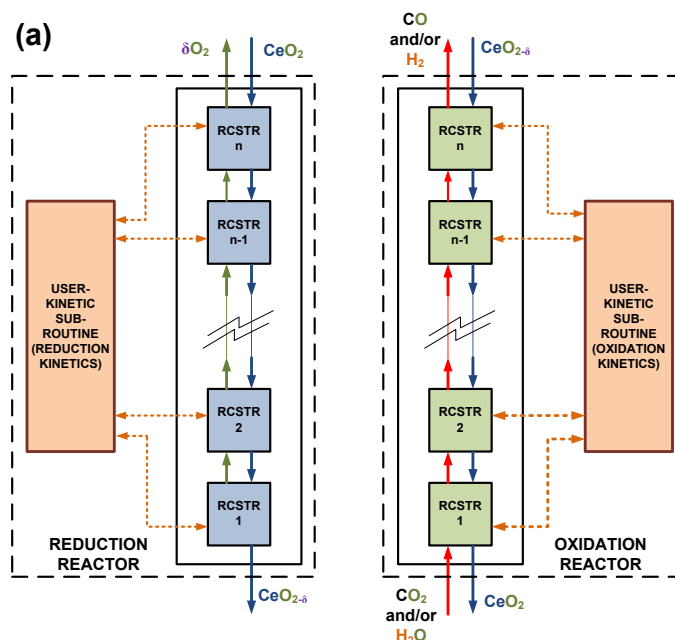 (a)
δO₂
CeO₂
RCSTR
n
RCSTR
n-1
RCSTR
2
RCSTR
1
USER-
KINETIC
SUB-
ROUTINE
(REDUCTION
KINETICS)
REDUCTION
REACTOR
CeO₂₋δ
CO
and/or
H₂
CeO₂₋δ
RCSTR
n
RCSTR
n-1
RCSTR
2
RCSTR
1
USER-
KINETIC
SUB-
ROUTINE
(OXIDATION
KINETICS)
OXIDATION
REACTOR
CO₂
and/or
H₂O
CeO₂